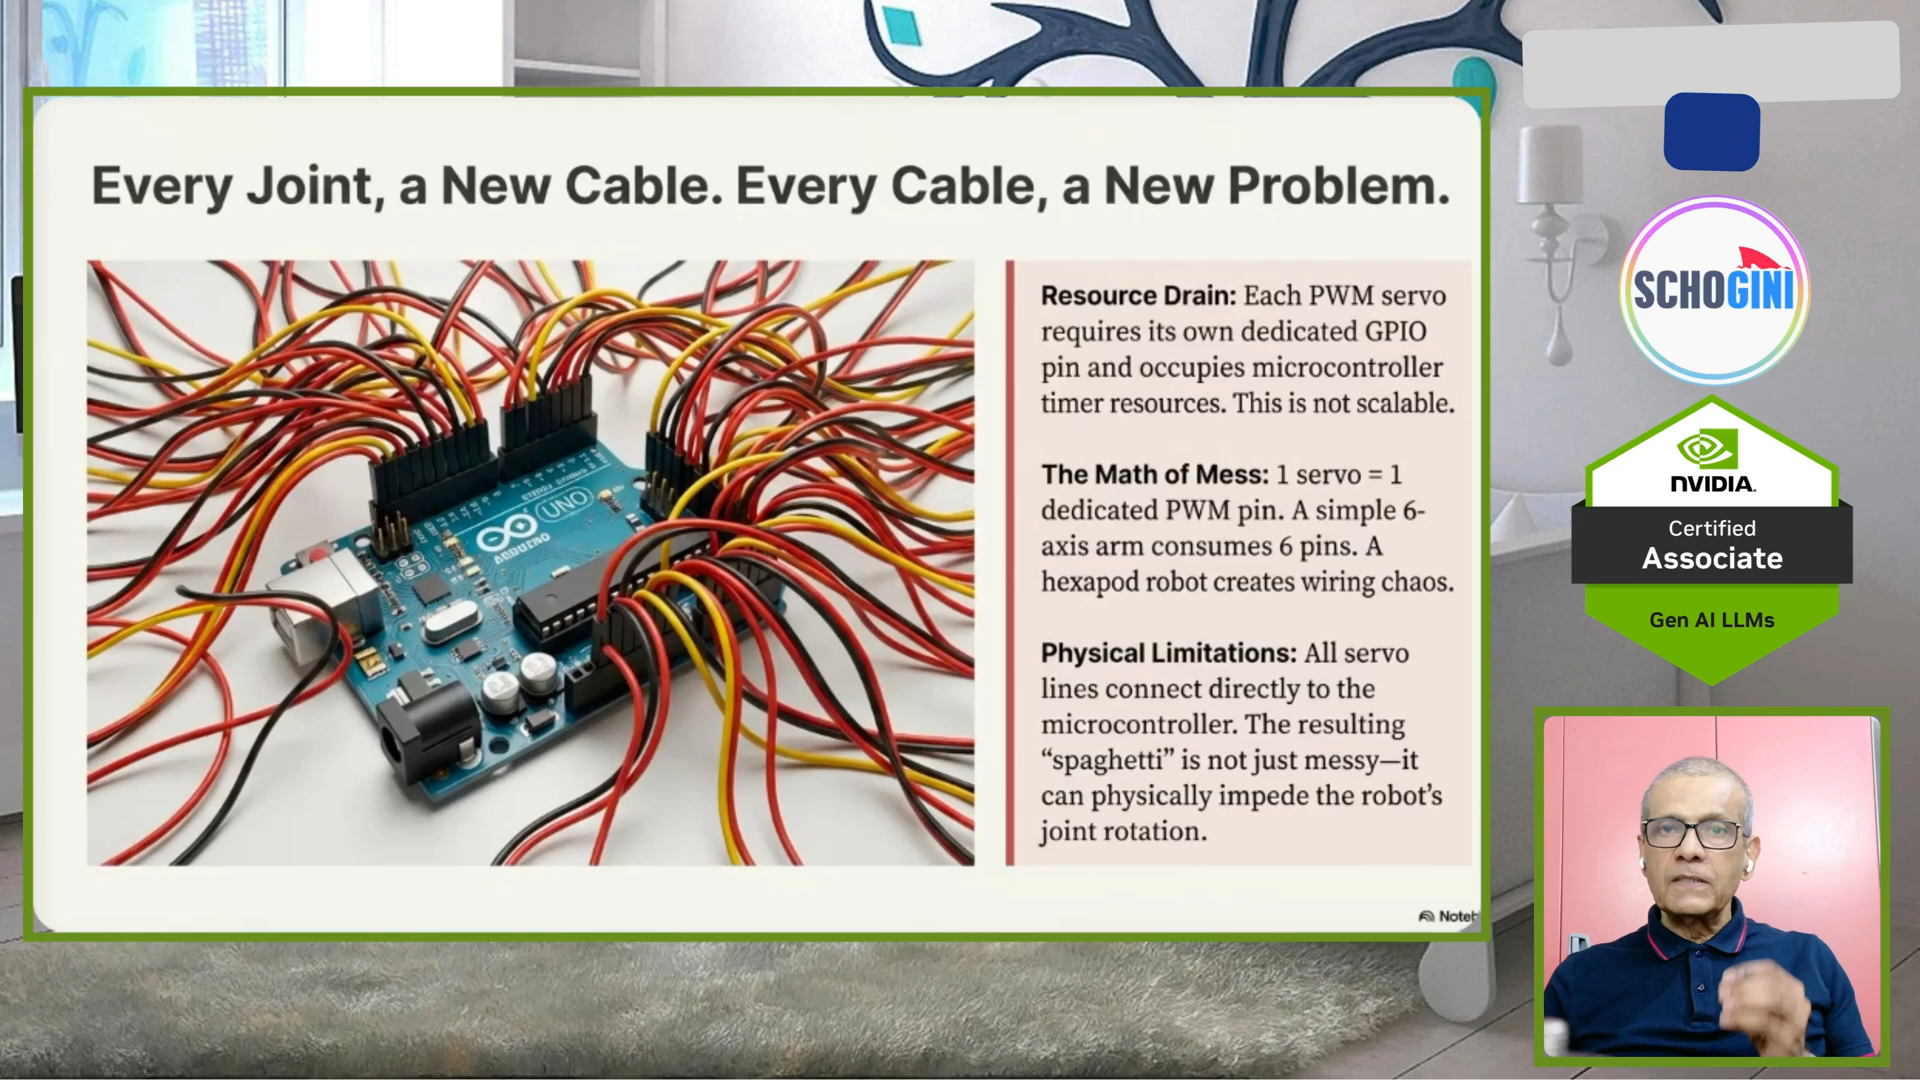 Every Joint, a New Cable. Every Cable, a New Problem.
Resource Drain: Each PWM servo
requires its own dedicated GPIO
pin and occupies microcontroller
timer resources. This is not scalable.
The Math of Mess: 1 servo = 1
dedicated PWM pin. A simple 6-
axis arm consumes 6 pins. A
hexapod robot creates wiring chaos.
Physical Limitations: All servo
lines connect directly to the
microcontroller. The resulting
“spaghetti” is not just messy—it
can physically impede the robot’s
joint rotation.
UNO
ARDUINO
SCHOGINI
NVIDIA.
Certified
Associate
Gen AI LLMs